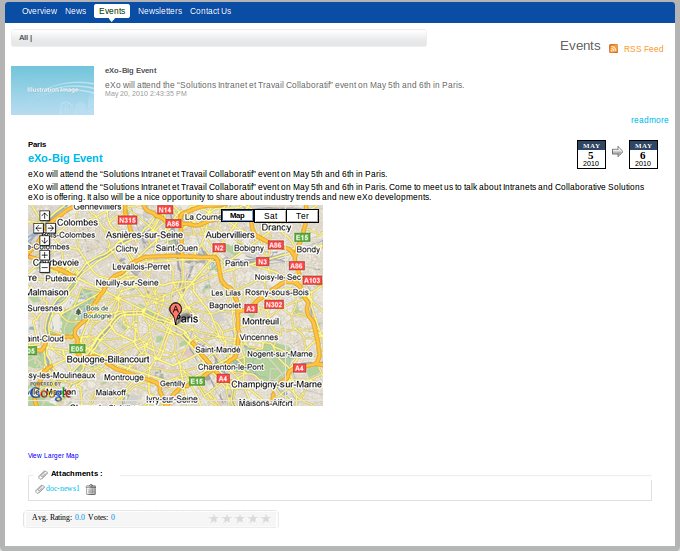 Overview News Events Newsletters Contact Us
All |
Events RSS Feed
Illustration Image
eXo-Big Event
eXo will attend the “Solutions Intranet et Travail Collaboratif” event on May 5th and 6th in Paris.
May 20, 2010 2:43:35 PM
readmore
Paris
MAY 5 2010 MAY 6 2010
eXo-Big Event
eXo will attend the “Solutions Intranet et Travail Collaboratif” event on May 5th and 6th in Paris.
eXo will attend the “Solutions Intranet et Travail Collaboratif” event on May 5th and 6th in Paris. Come to meet us to talk about Intranets and Collaborative Solutions
eXo is offering. It also will be a nice opportunity to share about industry trends and new eXo developments.
N14
Map Sat Ter
La Courne
Colombes N315 A86
Drancy
Asnières-sur-Seine Aubervilliers E15
Clichy Saint-Ouen N2 Bobigny A86 Bondy
Levallois-Perret Pantin N3 A86
Puteaux Neuilly-sur-Seine Noisy-le-Sec A103
Malmaison Les Lilas Rosny-sous-Bois
Suresnes Bois de Boulogne A Paris Bagnolet A3 N302
Montreuil
aint-Cloud Vincennes
E05 Saint-Mandé Nogent-sur-Marne
Boulogne-Billancourt
Charenton-le-Pont A4
sy-les-Moulineaux Montrouge Gentilly E15 A4 Champigny-sur-Marne
POWERED BY
Google Malakoff Ivry-sur-Seine
Maisons-Alfort
View Larger Map
Attachments :
doc-news1
Avg. Rating: 0.0 Votes: 0